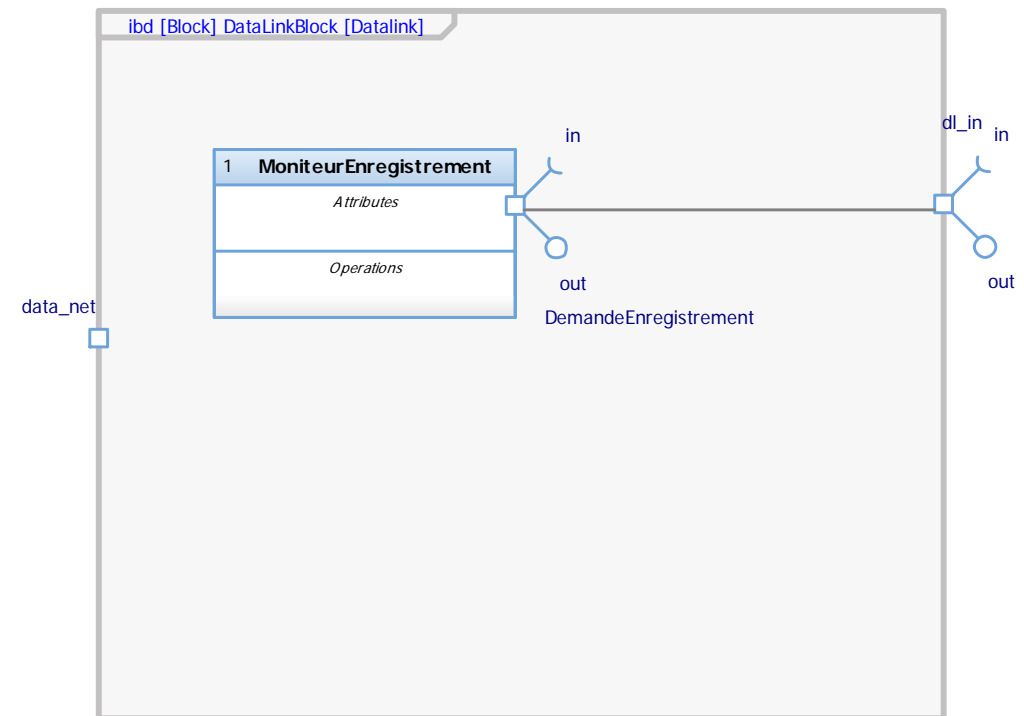 ibd [Block] DataLinkBlock [Datalink]
dl_in
in
in
1 MoniteurEnregistrement
Attributes
Operations
out
out
data_net
DemandeEnregistrement